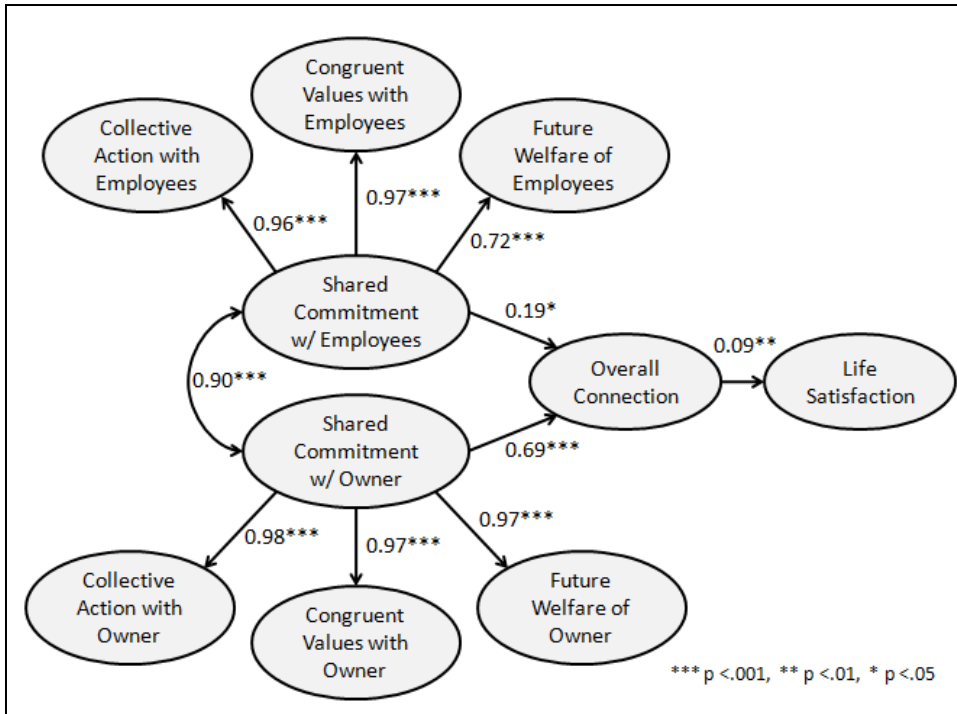 Congruent
Values with
Employees
Collective
Action with
Employees
Future
Welfare of
Employees
0.96***
0.97***
0.72***
Shared
Commitment
w/ Employees
0.19*
0.90***
Overall
Connection
0.09**
Life
Satisfaction
Shared
Commitment
w/ Owner
0.69***
0.98***
0.97***
0.97***
Collective
Action with
Owner
Congruent
Values with
Owner
Future
Welfare of
Owner
*** p <.001, ** p <.01, * p <.05